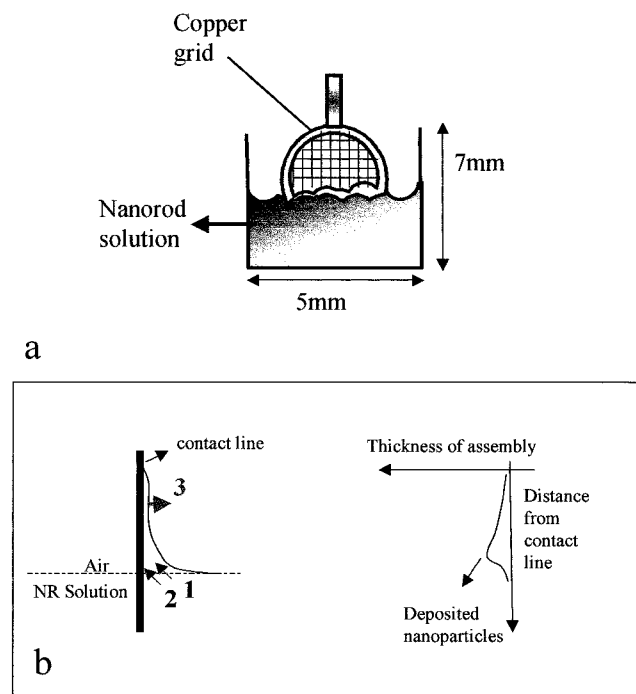 Copper
grid
7mm
Nanorod
solution
5mm
a
contact line
3
Air
NR Solution
2
1
Thickness of assembly
Distance
from
contact
line
Deposited
nanoparticles
b